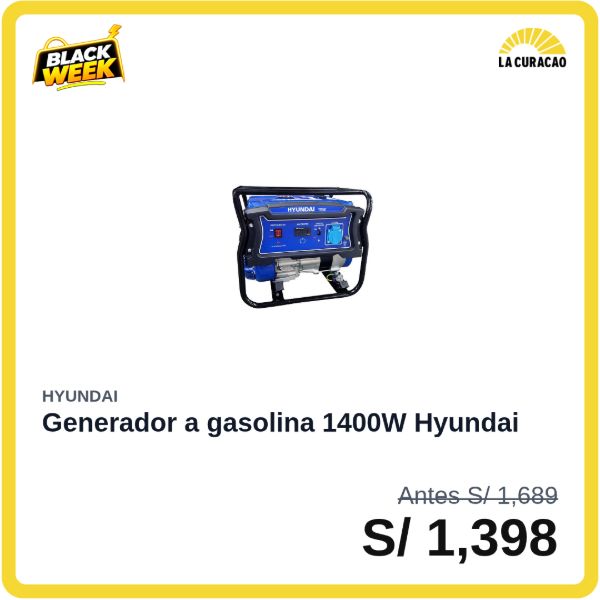 BLACK
WEEK
LA CURACAO
HYUNDAI
HYUNDAI
Generador a gasolina 1400W Hyundai
Antes S/ 1,689
S/ 1,398